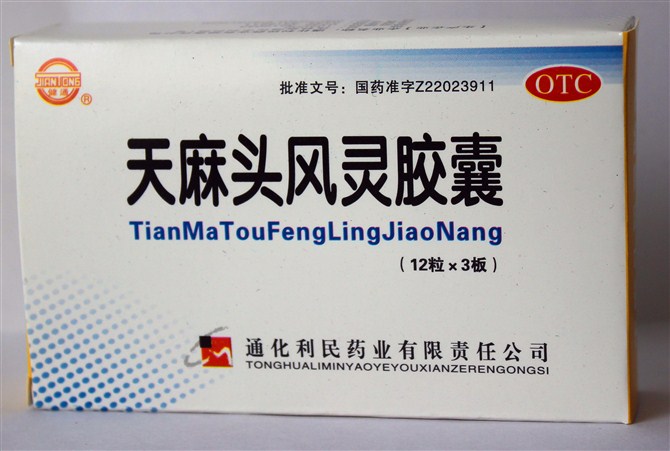 JIANTONG
健通
®
批准文号：国药准字Z22023911
OTC
天麻头风灵胶囊
TianMaTouFengLingJiaoNang
（12粒×3板）
通化利民药业有限责任公司
TONGHUALIMINYAOYEYOUXIANZERENGONGSI